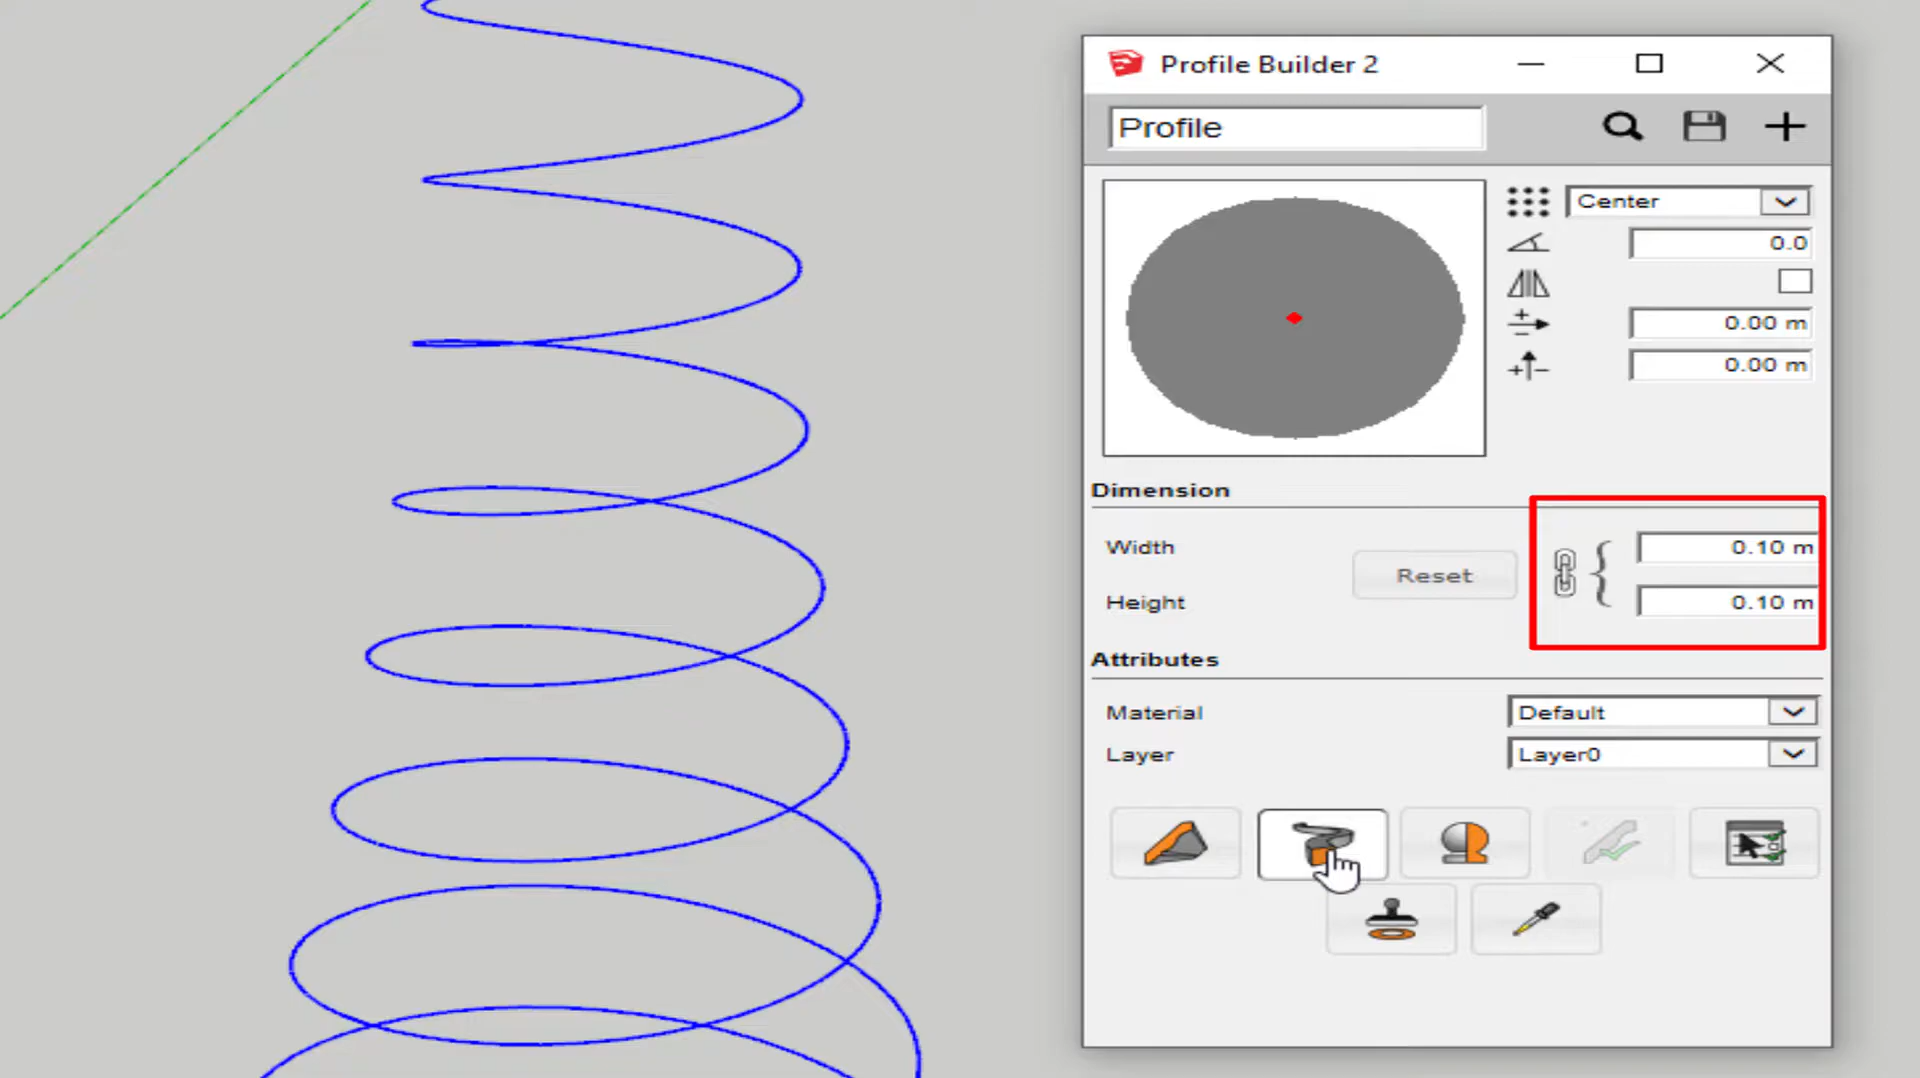 Profile Builder 2
Profile
Center
0.0
0.00 m
0.00 m
Dimension
Width
0.10 m
Reset
Height
0.10 m
Attributes
Material
Default
Layer
Layer0